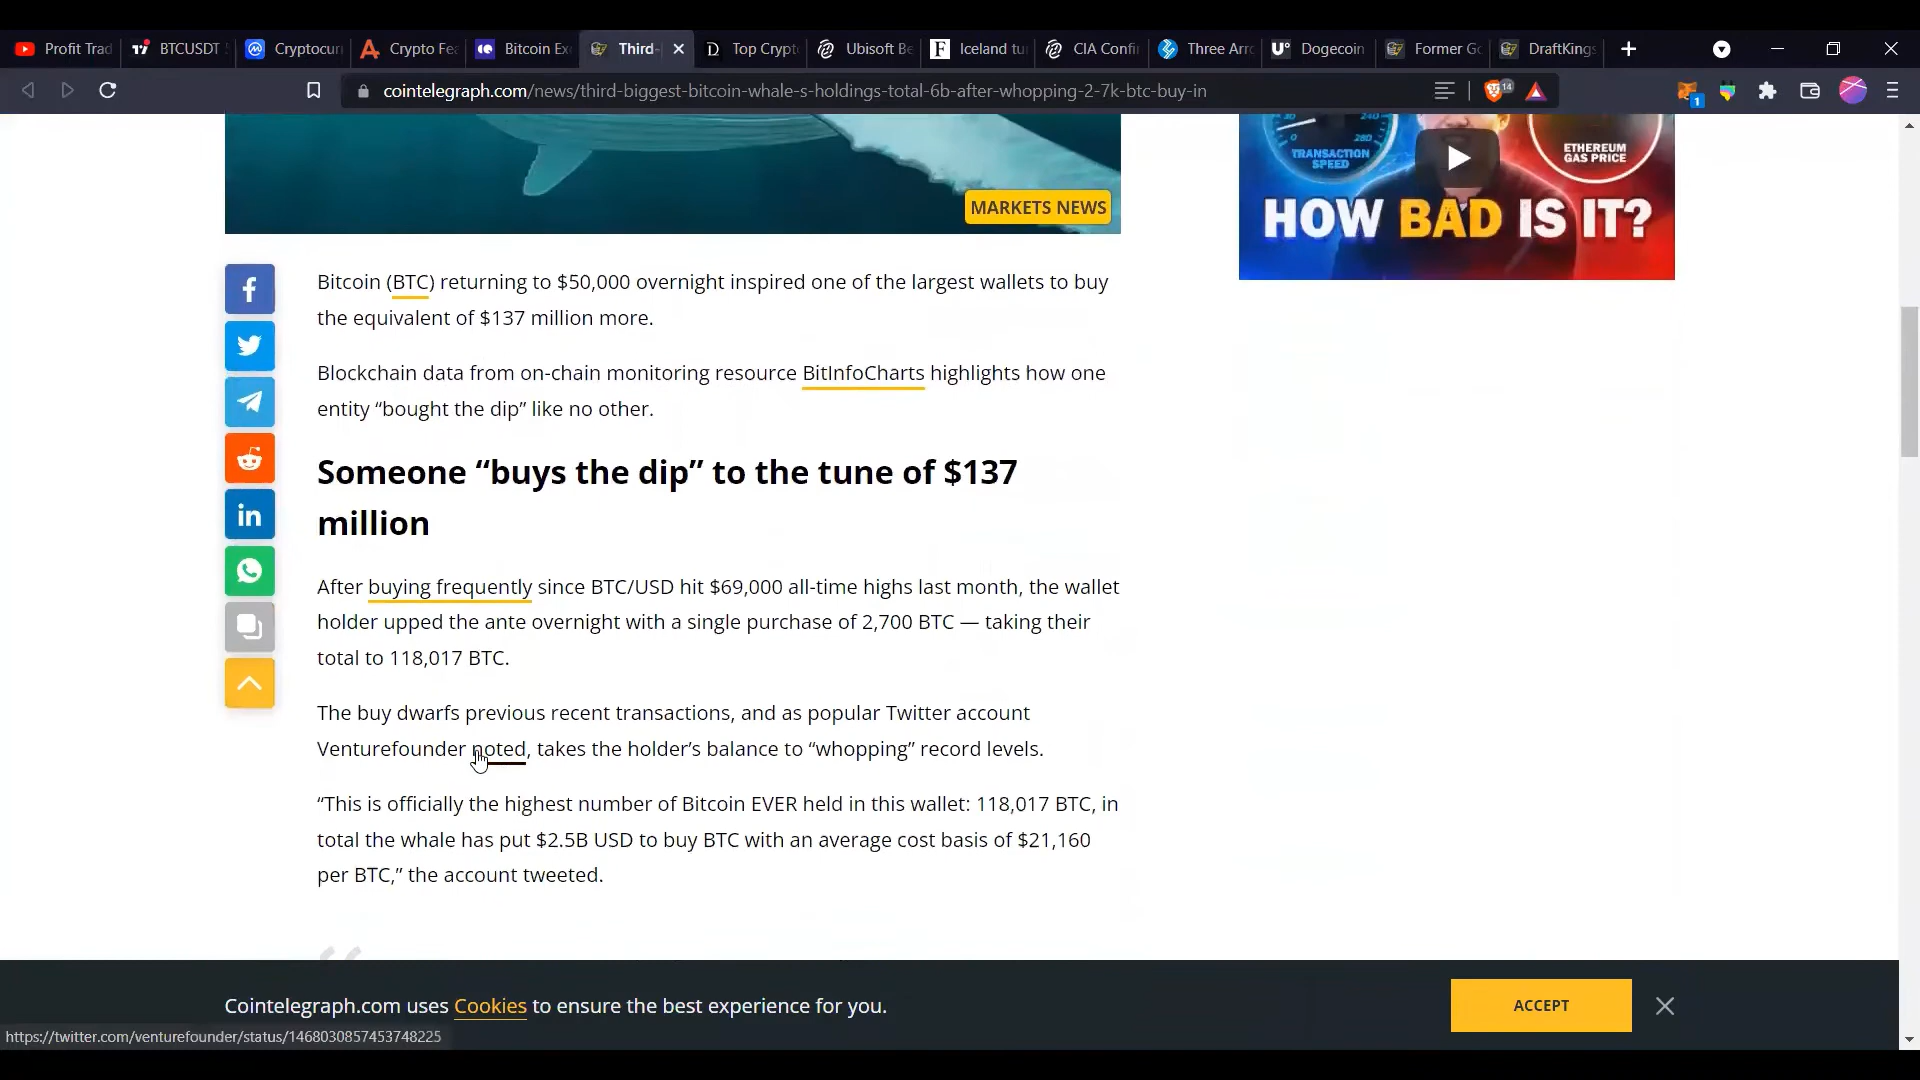 Profit Trad
BTCUSDT
Cryptocurr
Crypto Fea
Bitcoin Ex
Third-
Top Crypto
Ubisoft Be
Iceland tu
CIA Confi
Three Arro
Dogecoin
Former Go
DraftKings
cointelegraph.com/news/third-biggest-bitcoin-whale-s-holdings-total-6b-after-whopping-2-7k-btc-buy-in
14
1
MARKETS NEWS
240
280
0
TRANSACTION
SPEED
ETHEREUM
GAS PRICE
HOW BAD IS IT?
Bitcoin (BTC) returning to $50,000 overnight inspired one of the largest wallets to buy
the equivalent of $137 million more.
Blockchain data from on-chain monitoring resource BitInfoCharts highlights how one
entity “bought the dip” like no other.
Someone “buys the dip” to the tune of $137
million
After buying frequently since BTC/USD hit $69,000 all-time highs last month, the wallet
holder upped the ante overnight with a single purchase of 2,700 BTC — taking their
total to 118,017 BTC.
The buy dwarfs previous recent transactions, and as popular Twitter account
Venturefounder noted, takes the holder’s balance to “whopping” record levels.
“This is officially the highest number of Bitcoin EVER held in this wallet: 118,017 BTC, in
total the whale has put $2.5B USD to buy BTC with an average cost basis of $21,160
per BTC,” the account tweeted.
Cointelegraph.com uses Cookies to ensure the best experience for you.
ACCEPT
https://twitter.com/venturefounder/status/1468030857453748225